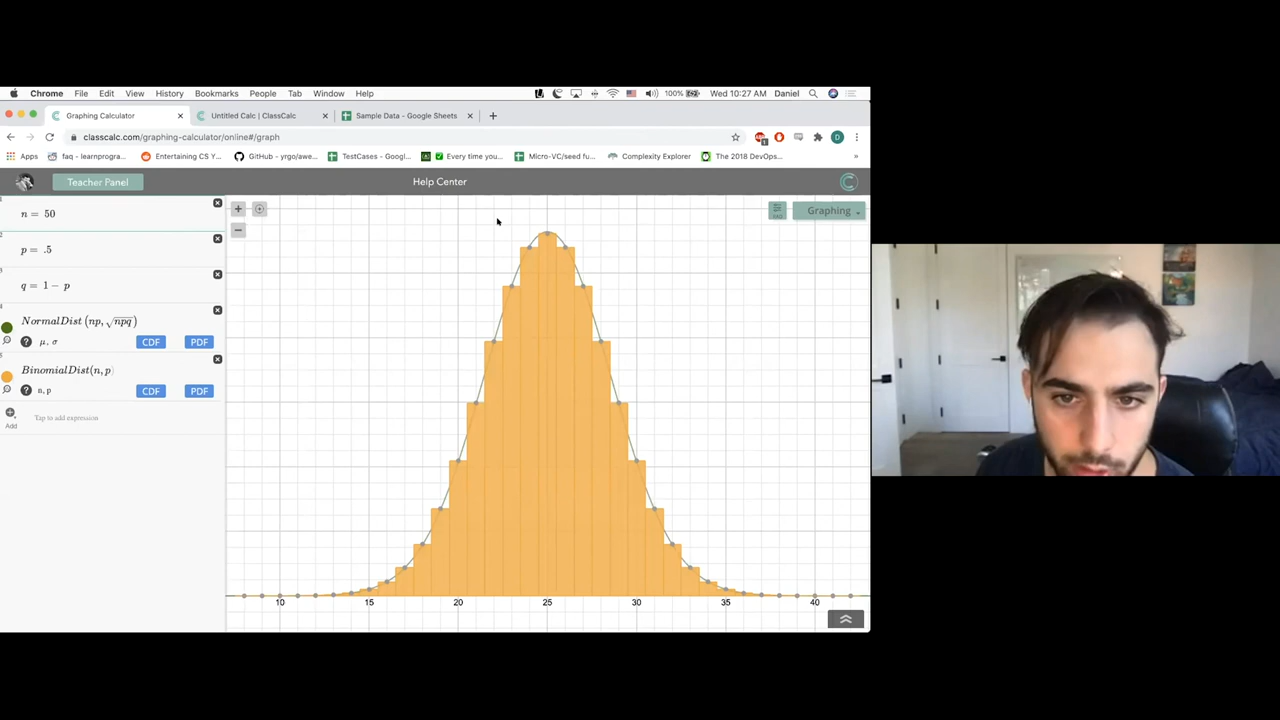 Chrome File Edit View History Bookmarks People Tab Window Help 100% Wed 10:27 AM Daniel
Graphing Calculator Untitled Calc | ClassCalc Sample Data - Google Sheets
classcalc.com/graphing-calculator/online#/graph D
Apps faq - learnprogra... Entertaining CS Y... GitHub - yrgo/awe... TestCases - Googl... Every time you... Micro-VC/seed fu... Complexity Explorer The 2018 DevOps... »
Teacher Panel Help Center
n = 50
Graphing
p = .5
q = 1 − p
NormalDist (np, √npq)
? μ, σ CDF PDF
BinomialDist(n, p)
? n, p CDF PDF
Add Tap to add expression
10 15 20 25 30 35 40